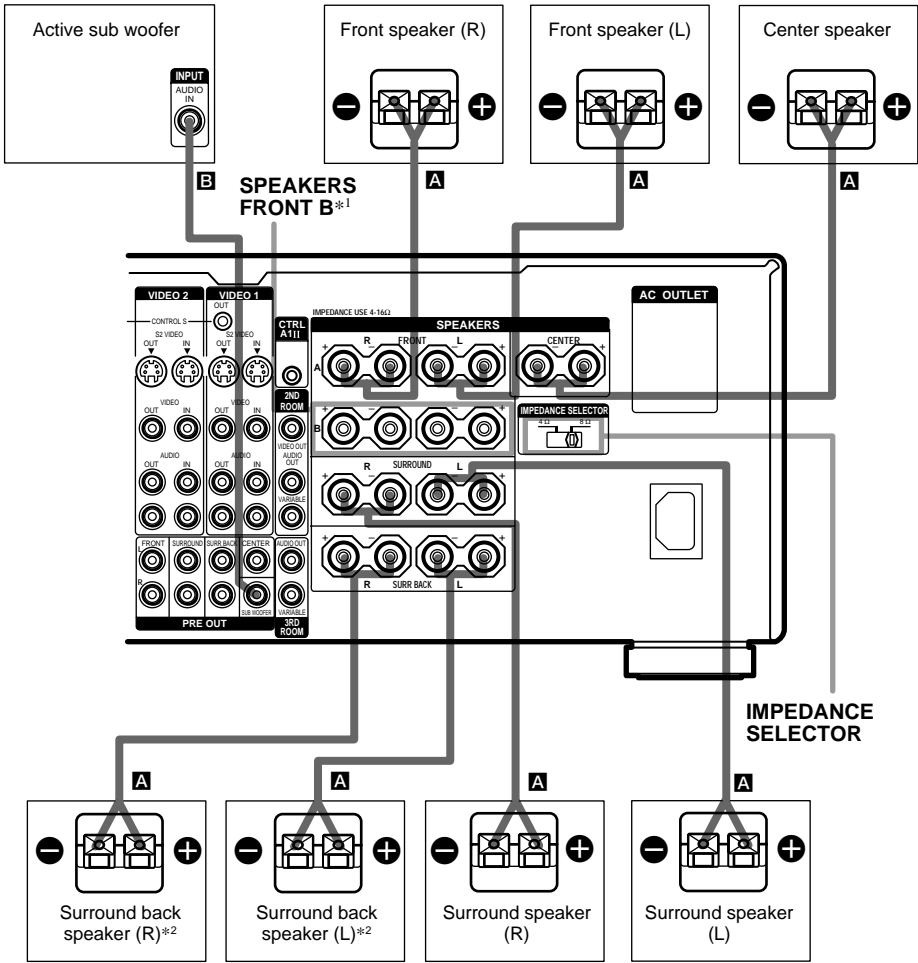 Active sub woofer
INPUT
AUDIO
IN
Front speaker (R)
Front speaker (L)
Center speaker
B
A
A
A
SPEAKERS
FRONT B*1
VIDEO 2
VIDEO 1
OUT
CONTROL S
S2 VIDEO
S2 VIDEO
OUT
IN
OUT
IN
VIDEO
VIDEO
OUT
IN
OUT
IN
AUDIO
AUDIO
OUT
IN
OUT
IN
CTRL
A1II
2ND
ROOM
VIDEO OUT
AUDIO
OUT
VARIABLE
FRONT
SURROUND
SURR BACK
CENTER
AUDIO OUT
L
R
SUB WOOFER
VARIABLE
PRE OUT
3RD
ROOM
IMPEDANCE USE 4-16Ω
SPEAKERS
R FRONT L
CENTER
+ − − +
− +
A
+ +
B
IMPEDANCE SELECTOR
4 Ω 8 Ω
R SURROUND L
+ − − +
+ − − +
R SURR BACK L
AC OUTLET
IMPEDANCE
SELECTOR
A
A
A
A
Surround back
speaker (R)*2
Surround back
speaker (L)*2
Surround speaker
(R)
Surround speaker
(L)